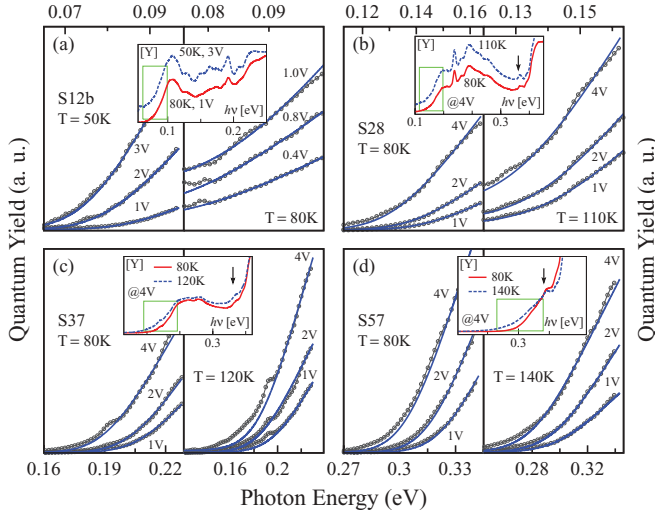 0.07 0.09 0.08 0.09 0.12 0.14 0.16 0.13 0.15
Quantum Yield (a. u.)
(a)
S12b
T = 50K
[Y]
50K, 3V
80K, 1V
hν [eV]
0.1 0.2
3V
2V
1V
1.0V
0.8V
0.4V
T = 80K
(b)
S28
T = 80K
[Y]
110K
80K
@4V
hν [eV]
0.1 0.3
4V
2V
1V
4V
2V
1V
T = 110K
Quantum Yield (a. u.)
(c)
S37
T = 80K
[Y]
80K
120K
@4V
hν [eV]
0.3
4V
2V
1V
4V
2V
1V
T = 120K
(d)
S57
T = 80K
[Y]
80K
140K
@4V
hν [eV]
0.3
4V
2V
1V
4V
2V
1V
T = 140K
0.16 0.19 0.22 0.16 0.2 0.27 0.3 0.33 0.28 0.32
Photon Energy (eV)